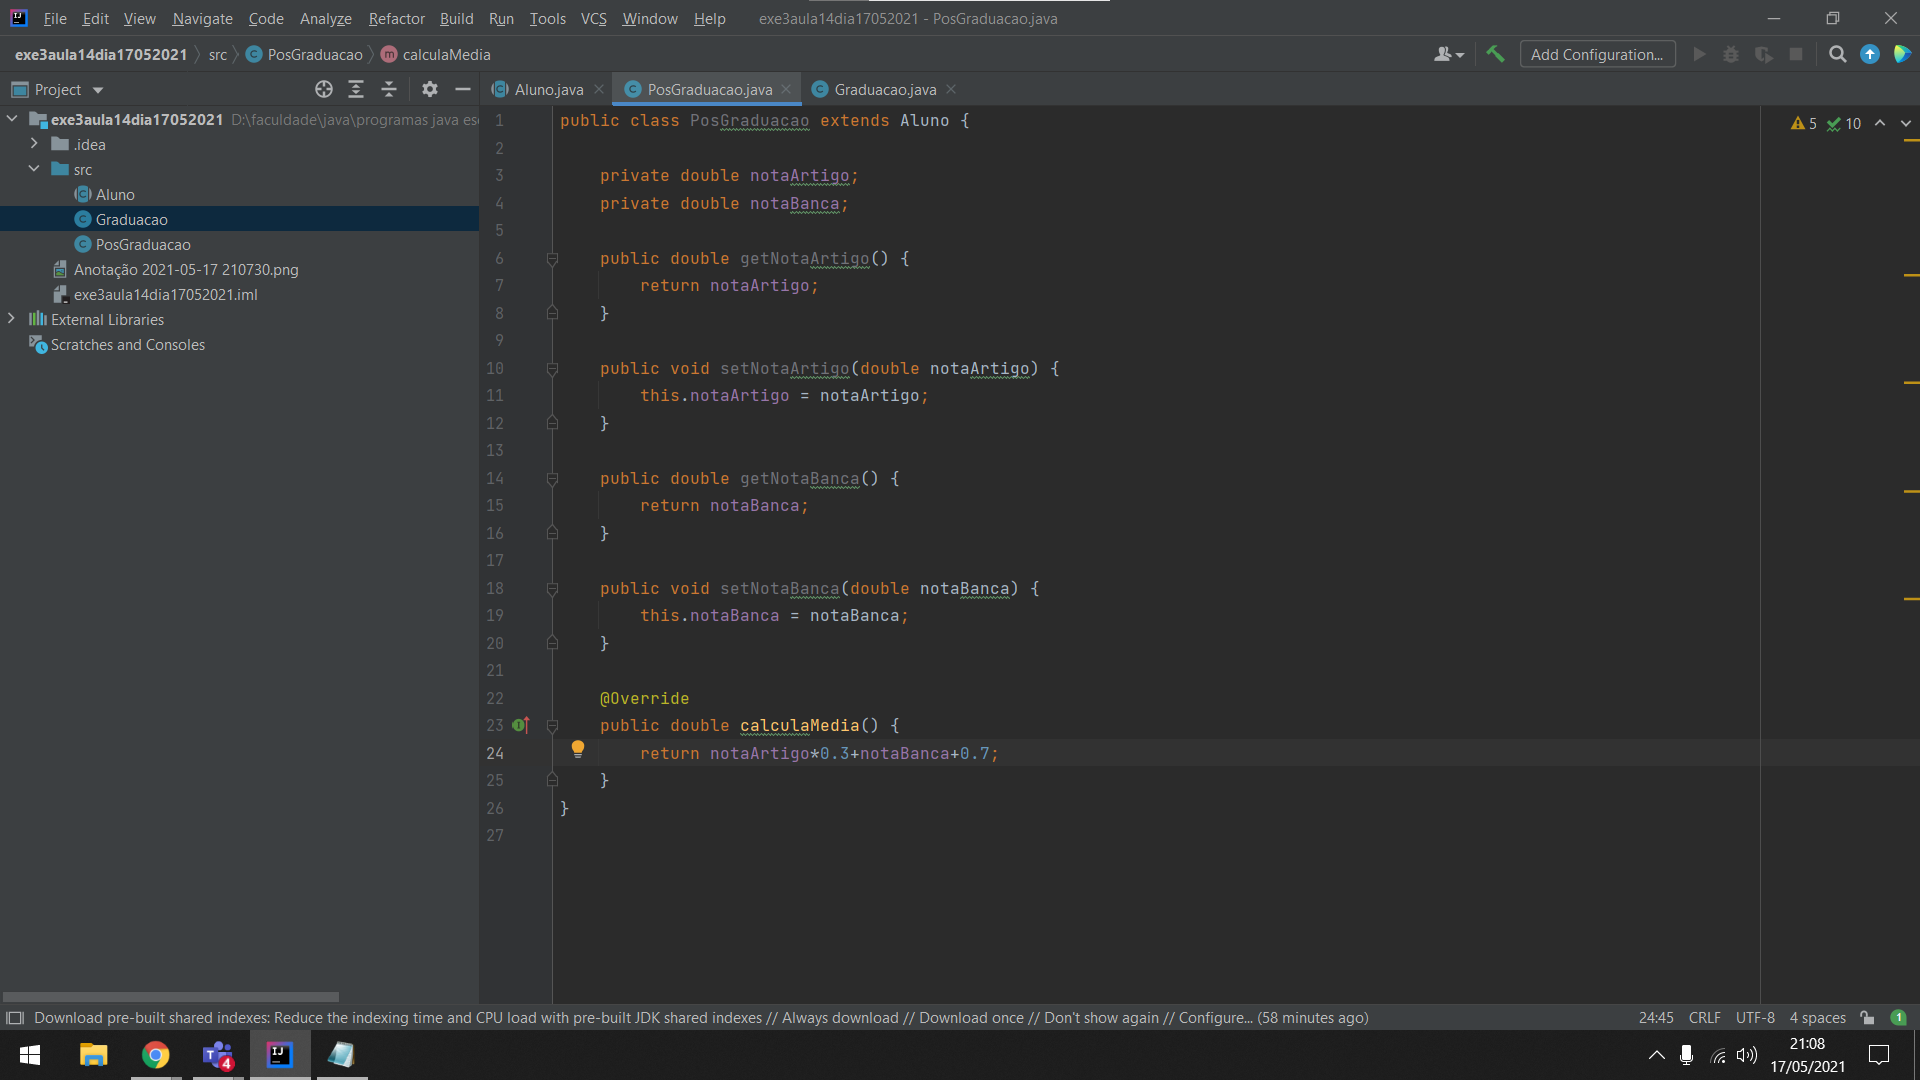 File Edit View Navigate Code Analyze Refactor Build Run Tools VCS Window Help exe3aula14dia17052021 - PosGraduacao.java
exe3aula14dia17052021 src PosGraduacao calculaMedia Add Configuration...
Project
Aluno.java PosGraduacao.java Graduacao.java
exe3aula14dia17052021 D:\faculdade\java\programas java es
.idea
src
Aluno
Graduacao
PosGraduacao
Anotação 2021-05-17 210730.png
exe3aula14dia17052021.iml
External Libraries
Scratches and Consoles
5 10
1 public class PosGraduacao extends Aluno {
2
3 private double notaArtigo;
4 private double notaBanca;
5
6 public double getNotaArtigo() {
7 return notaArtigo;
8 }
9
10 public void setNotaArtigo(double notaArtigo) {
11 this.notaArtigo = notaArtigo;
12 }
13
14 public double getNotaBanca() {
15 return notaBanca;
16 }
17
18 public void setNotaBanca(double notaBanca) {
19 this.notaBanca = notaBanca;
20 }
21
22 @Override
23 public double calculaMedia() {
24 return notaArtigo*0.3+notaBanca+0.7;
25 }
26 }
27
Download pre-built shared indexes: Reduce the indexing time and CPU load with pre-built JDK shared indexes // Always download // Download once // Don't show again // Configure... (58 minutes ago) 24:45 CRLF UTF-8 4 spaces 1
4
21:08
17/05/2021